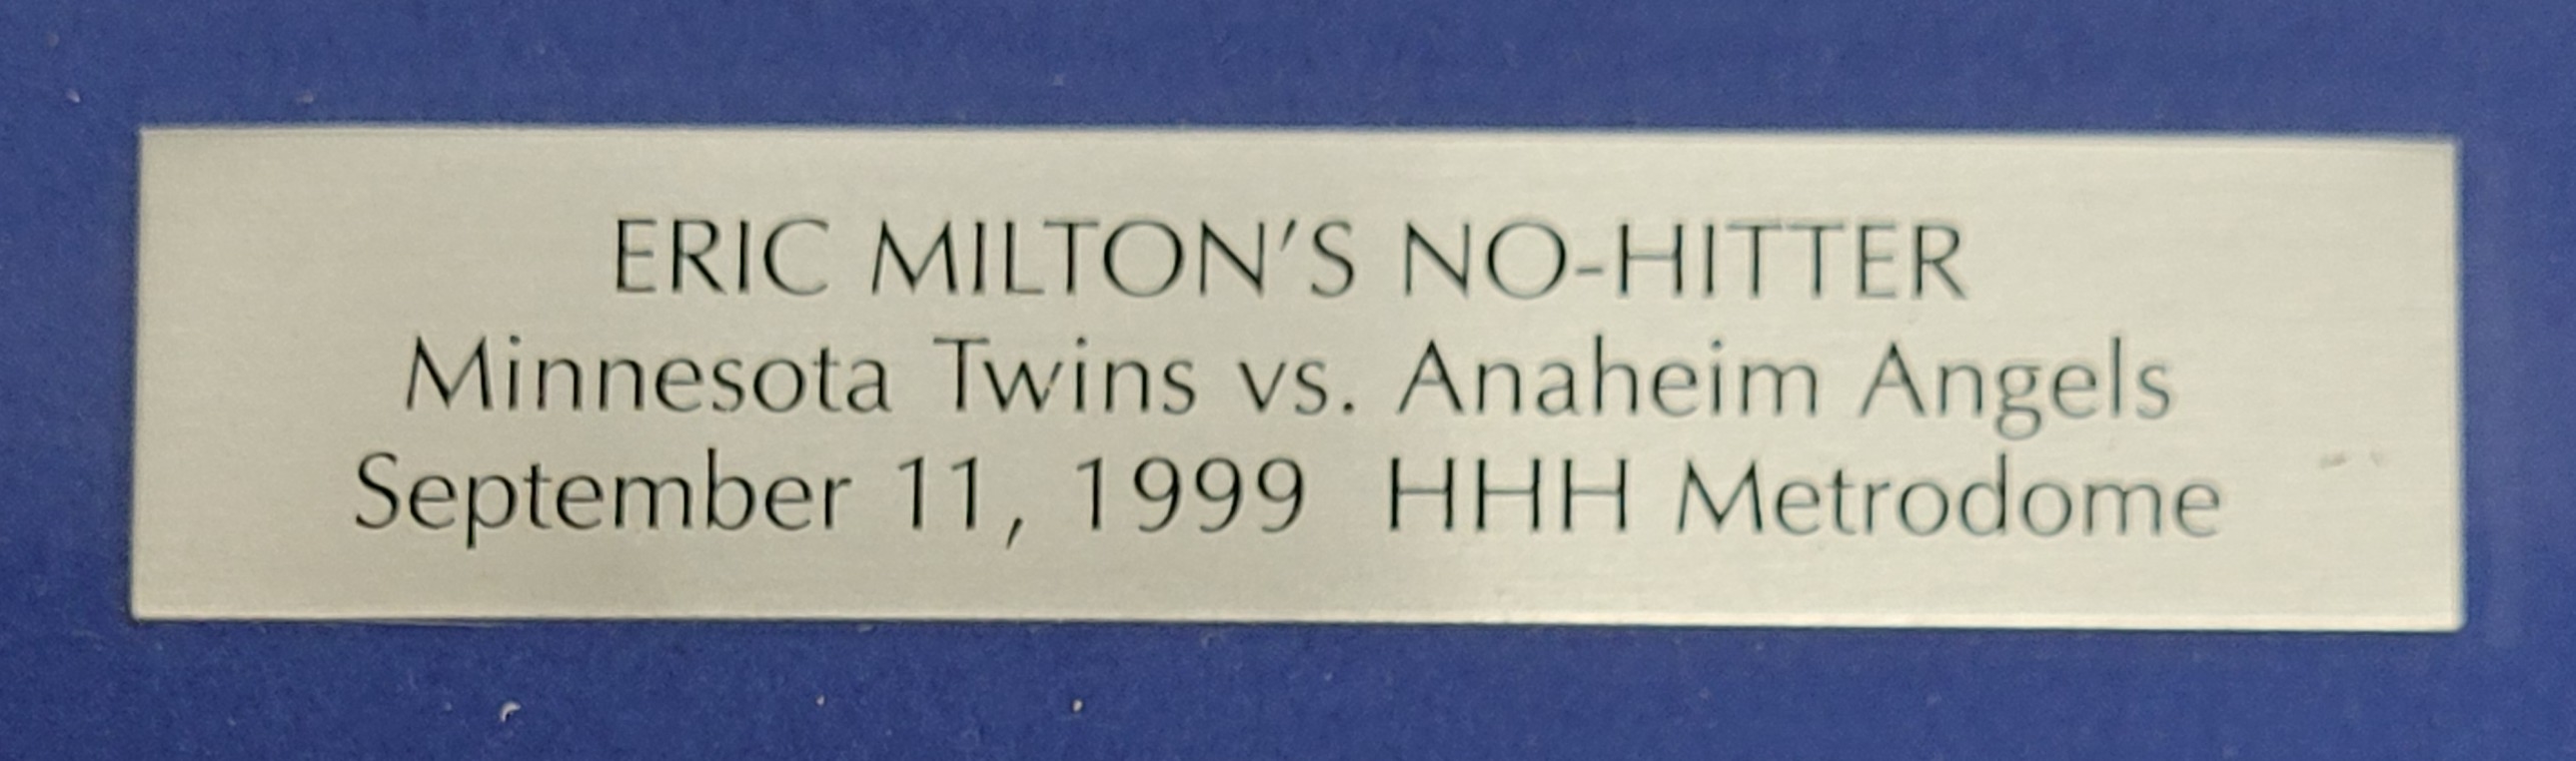 ERIC MILTON'S NO-HITTER
Minnesota Twins vs. Anaheim Angels
September 11, 1999 HHH Metrodome